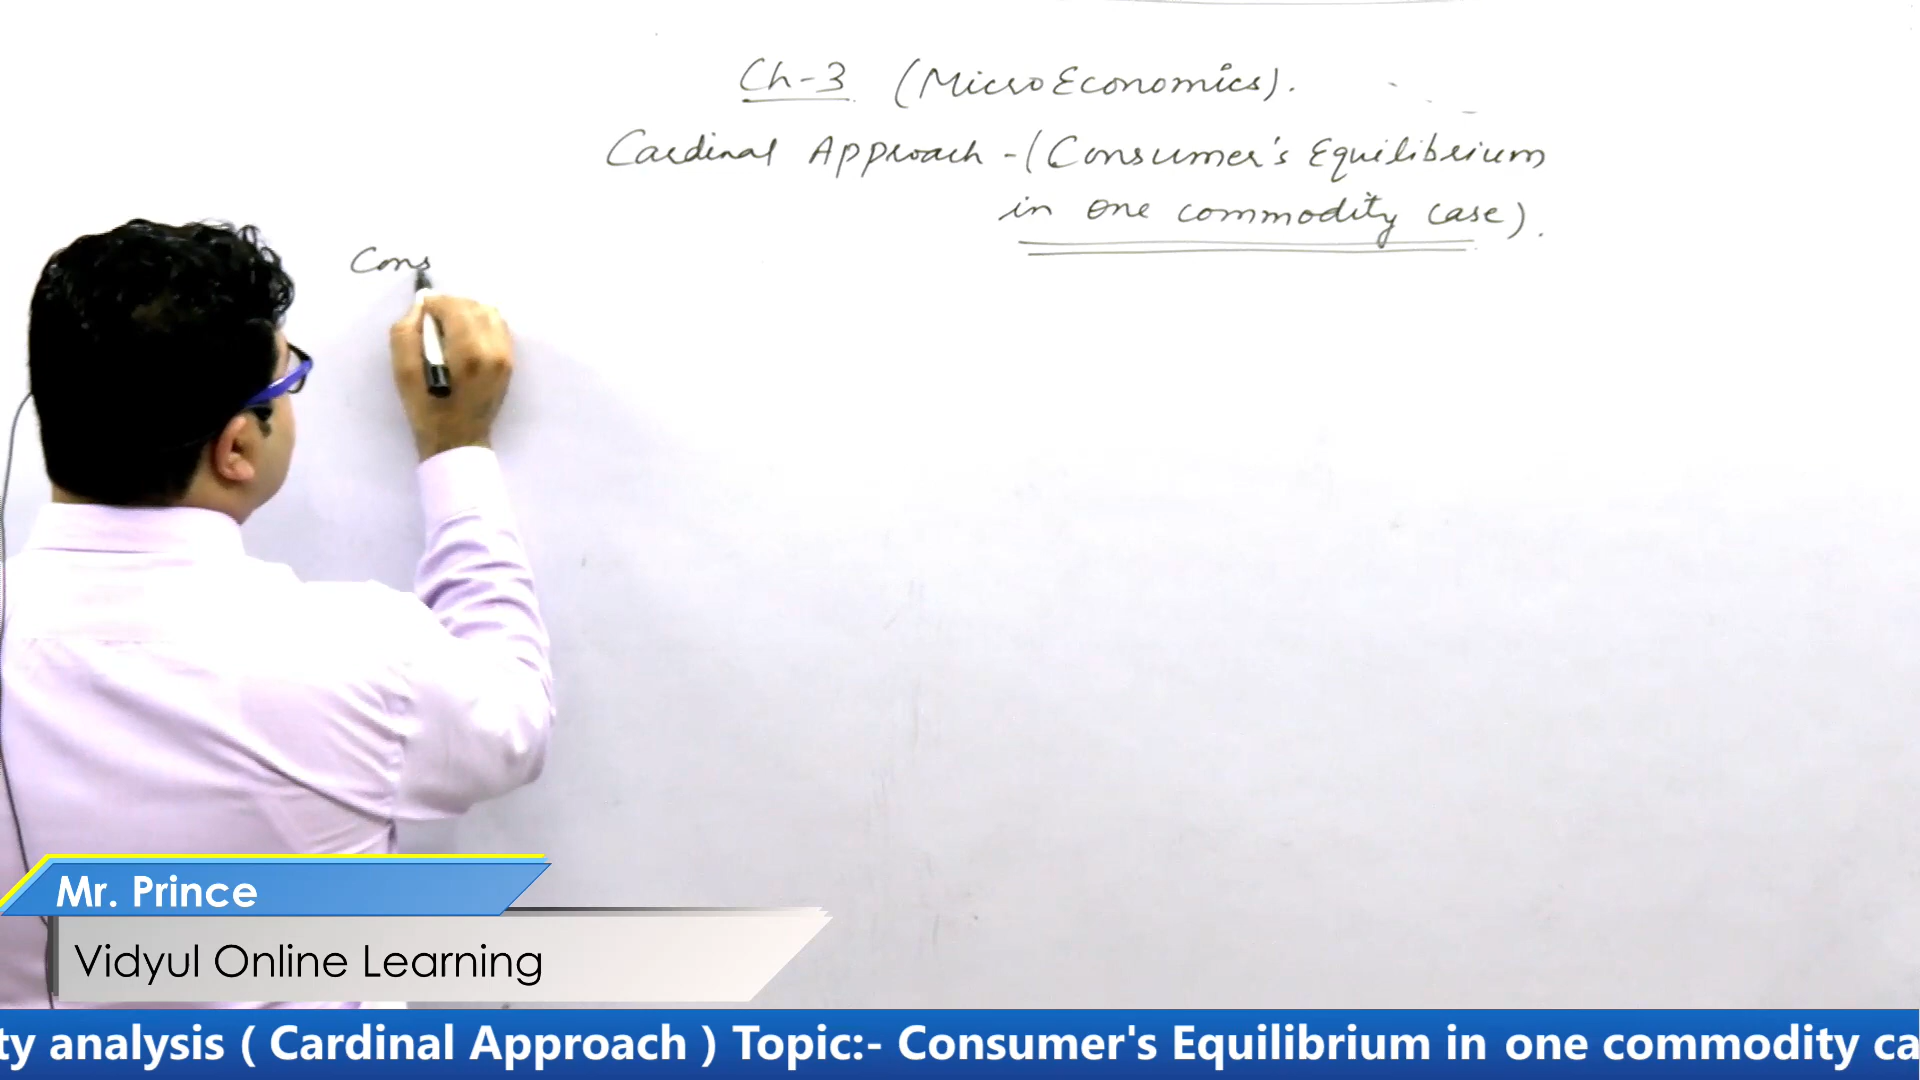 Ch-3 (MicroEconomics).
Cardinal Approach - (Consumer's Equilibrium
in one commodity case).
Cons
Mr. Prince
Vidyul Online Learning
ty analysis ( Cardinal Approach ) Topic:- Consumer's Equilibrium in one commodity ca